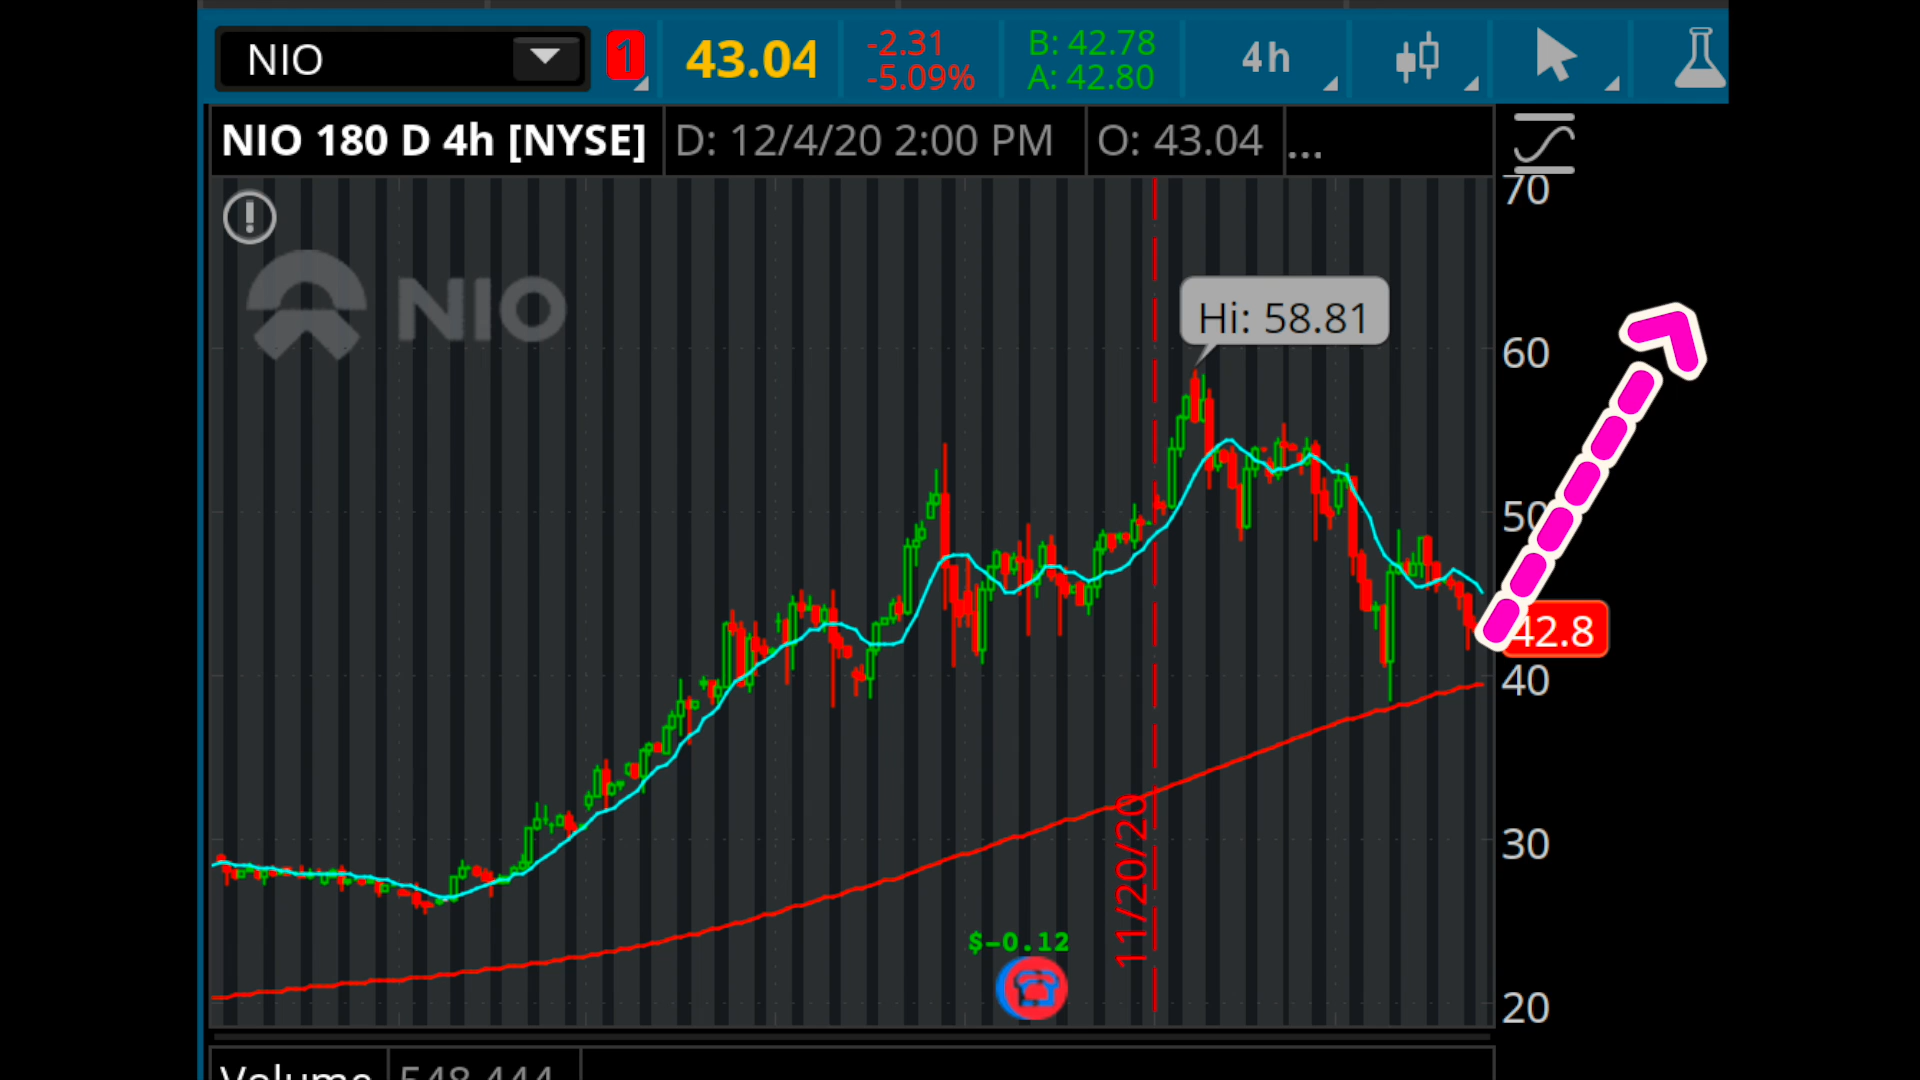 NIO
1
43.04
-2.31
-5.09%
B: 42.78
A: 42.80
4h
NIO 180 D 4h [NYSE]
D: 12/4/20 2:00 PM
O: 43.04
...
70
NIO
Hi: 58.81
60
50
42.8
40
30
11/20/20
$-0.12
20
Volume
548,444